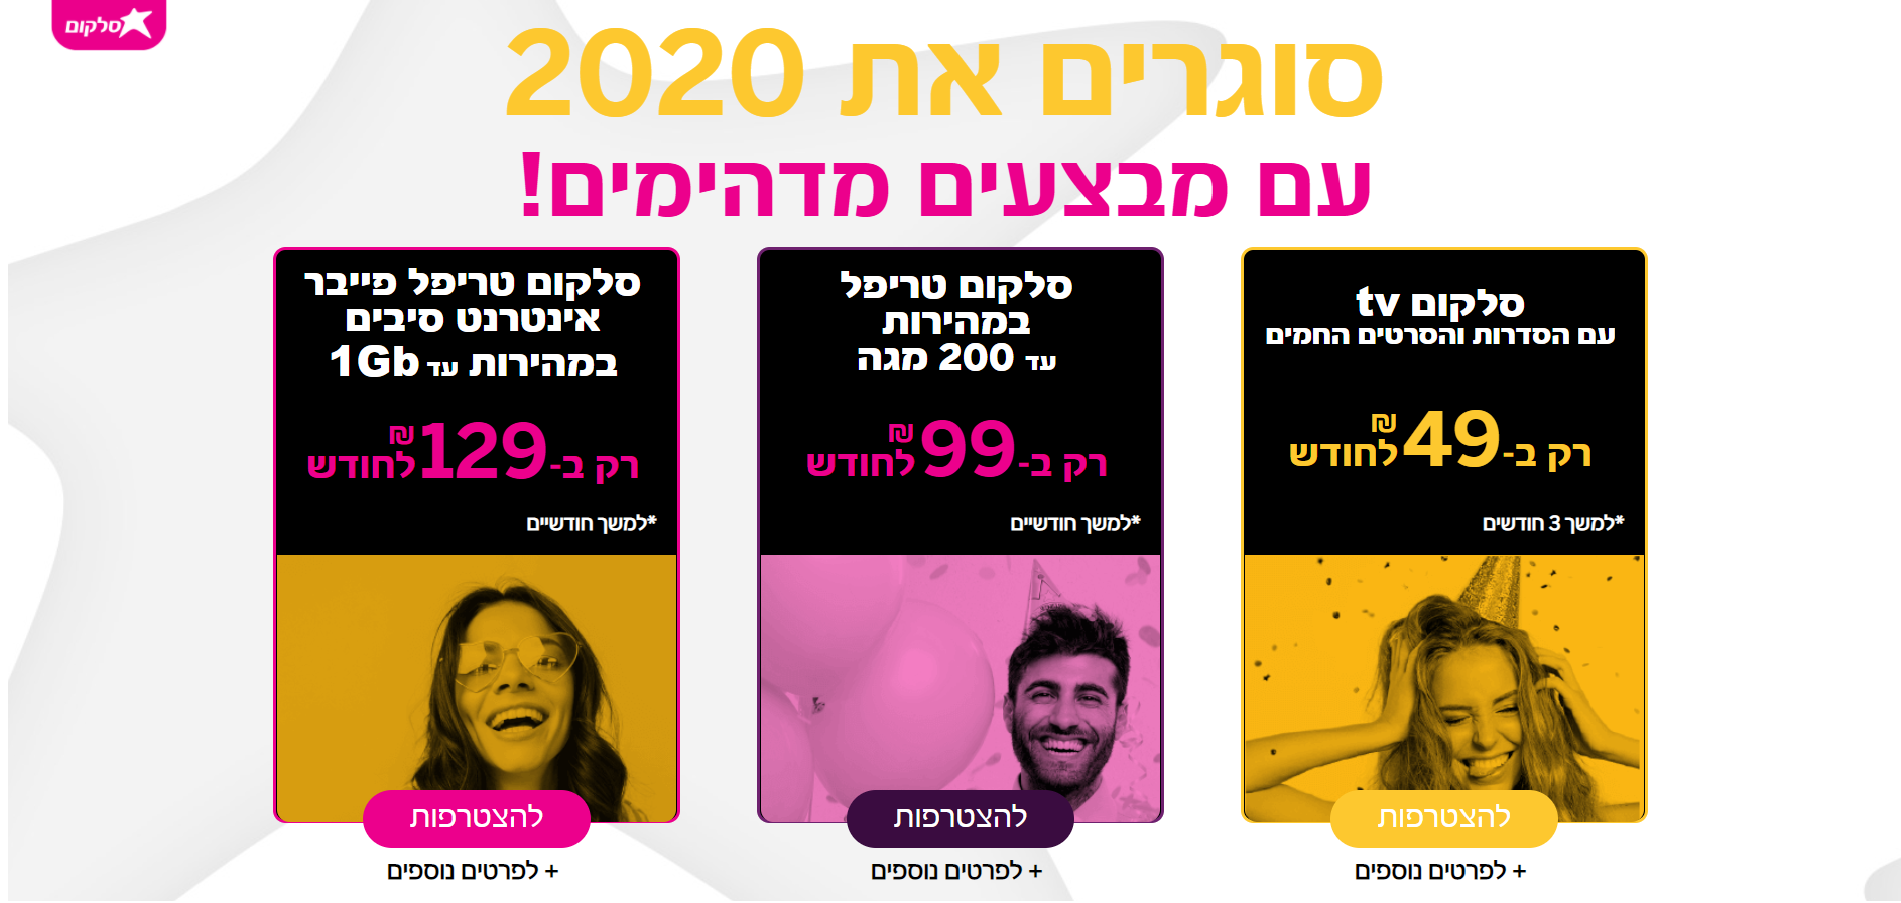 סלקום
סוגרים את 2020
עם מבצעים מדהימים!
סלקום tv
עם הסדרות והסרטים החמים
רק ב-49 ₪ לחודש
*למשך 3 חודשים
להצטרפות
+ לפרטים נוספים
סלקום טריפל
במהירות
עד 200 מגה
רק ב-99 ₪ לחודש
*למשך חודשיים
להצטרפות
+ לפרטים נוספים
סלקום טריפל פייבר
אינטרנט סיבים
במהירות עד 1Gb
רק ב-129 ₪ לחודש
*למשך חודשיים
להצטרפות
+ לפרטים נוספים